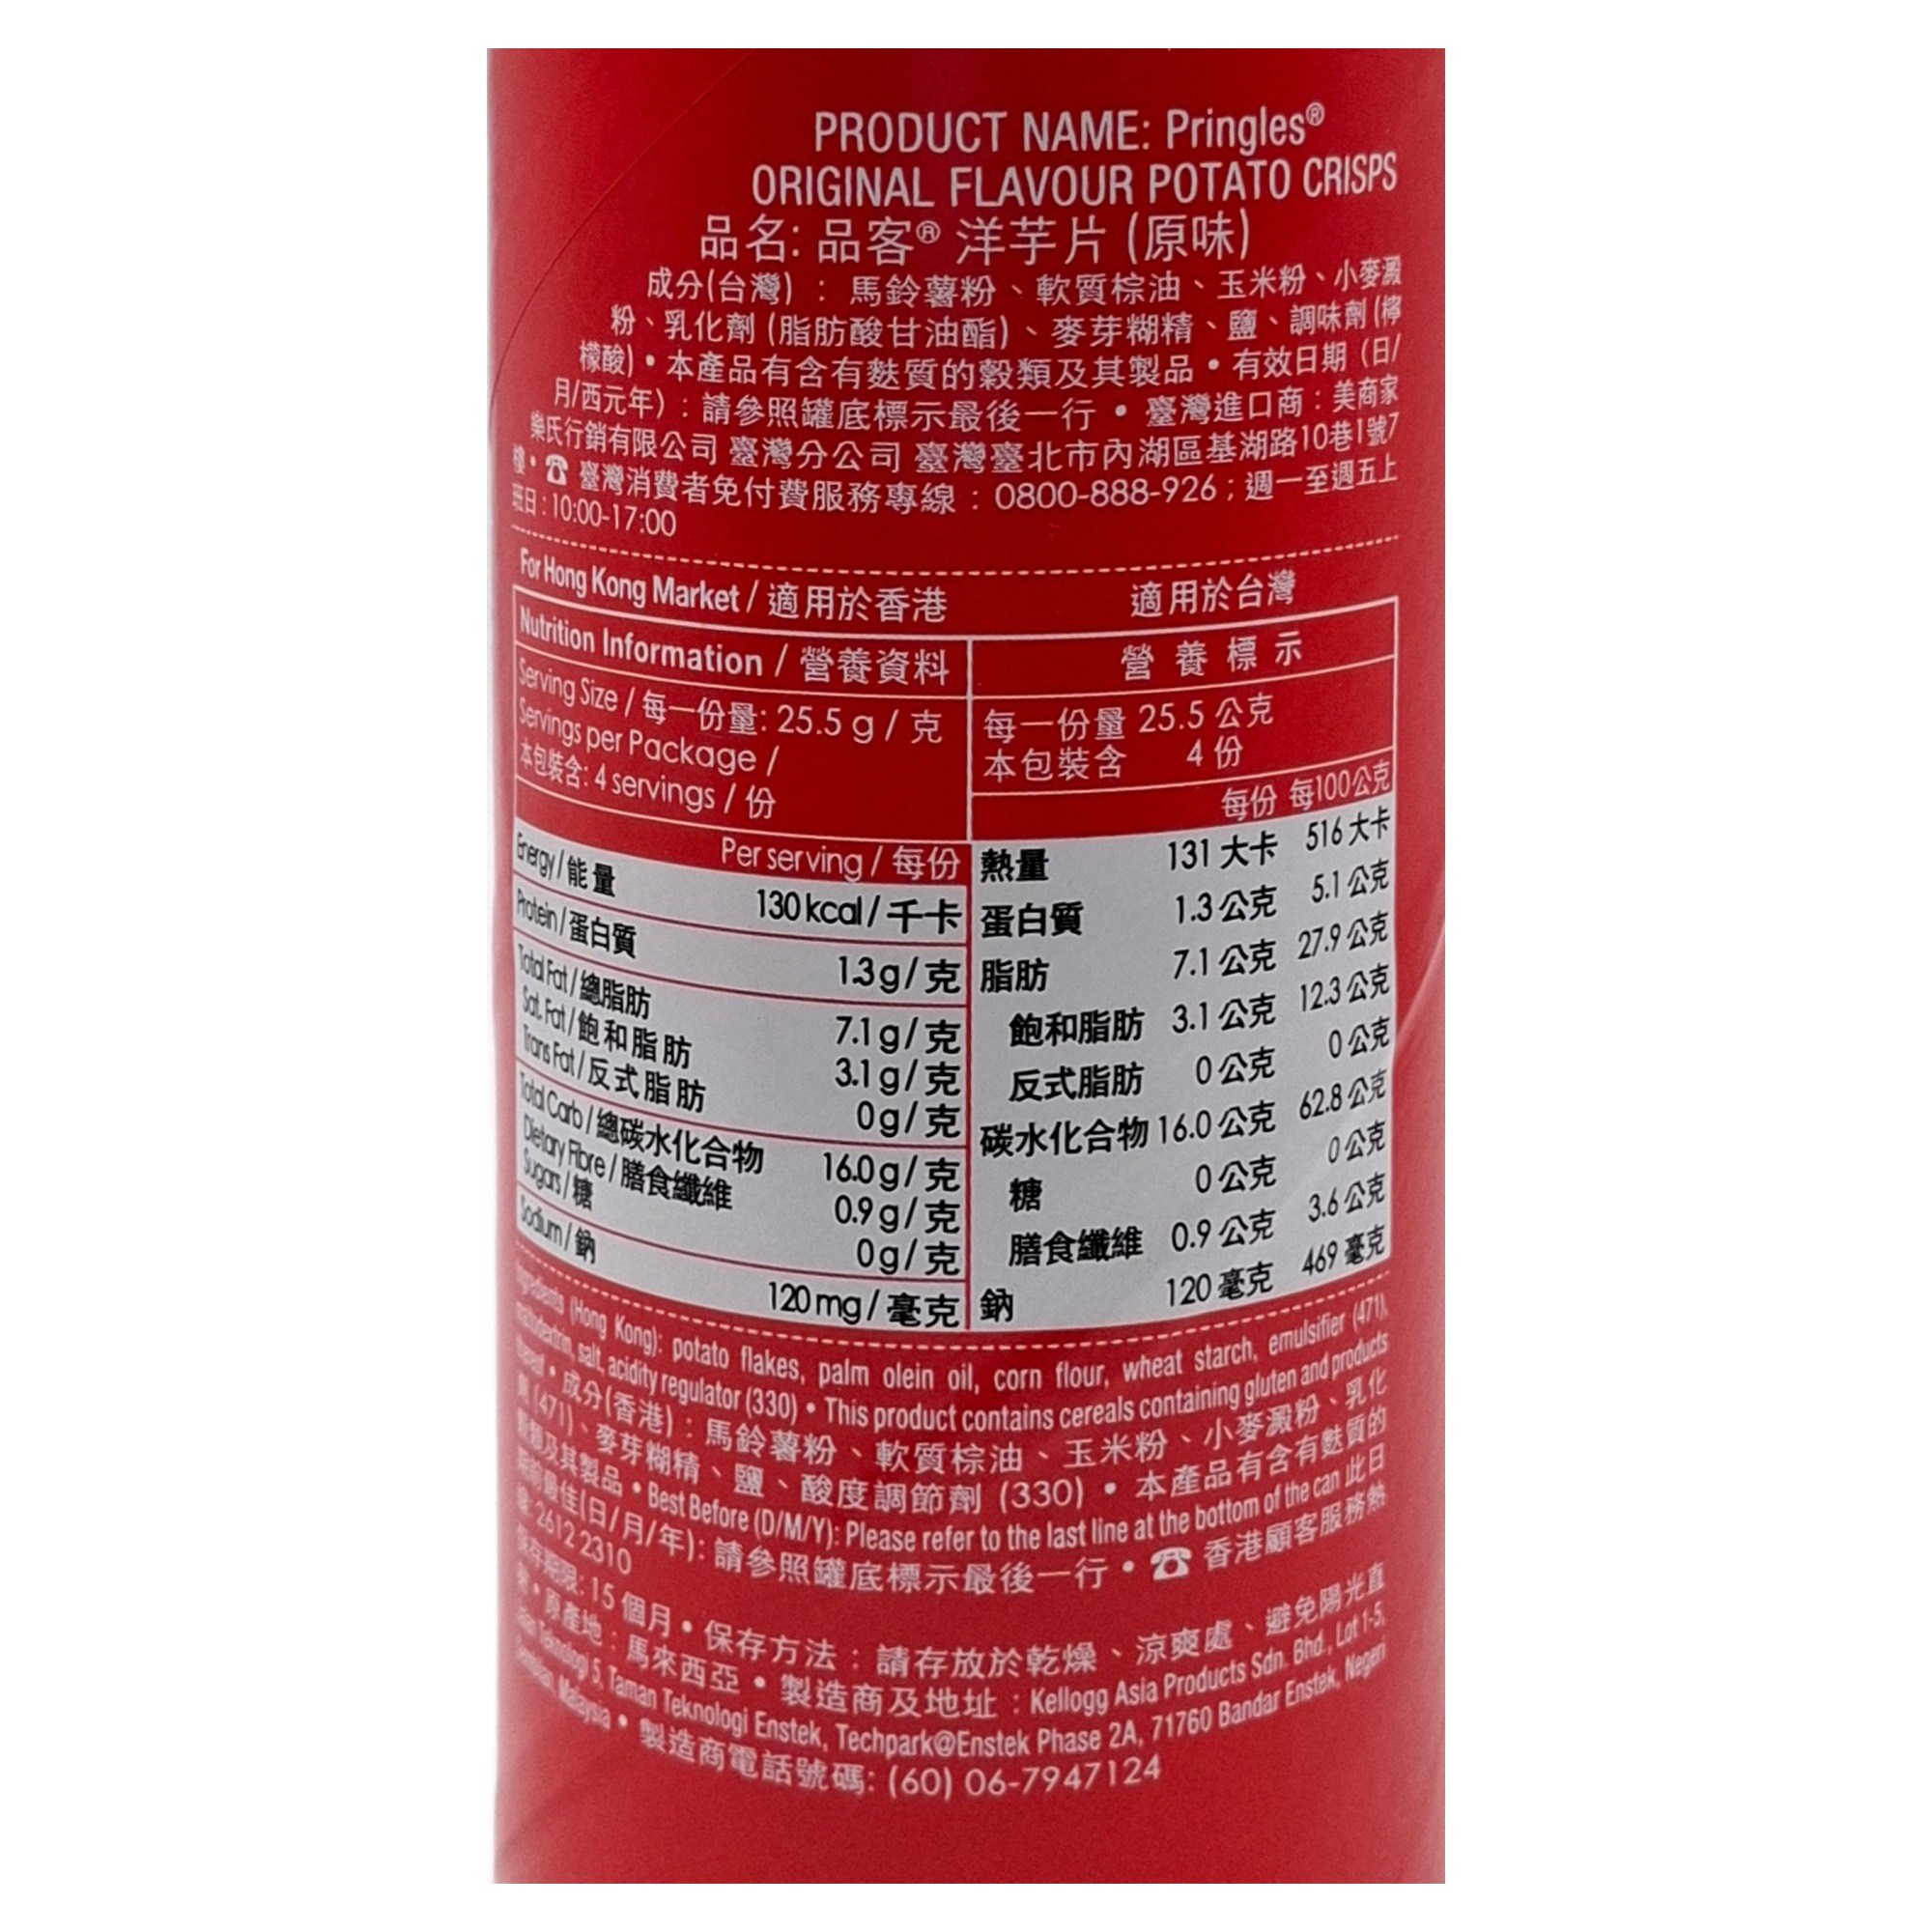 PRODUCT NAME: Pringles®
ORIGINAL FLAVOUR POTATO CRISPS
品名: 品客® 洋芋片 (原味)
成分(台灣) : 馬鈴薯粉、軟質棕油、玉米粉、小麥澱
粉、乳化劑 (脂肪酸甘油酯)、麥芽糊精、鹽、調味劑 (檸
檬酸)•本產品有含有麩質的穀類及其製品•有效日期 (日/
月/西元年) : 請參照罐底標示最後一行•臺灣進口商 : 美商家
樂氏行銷有限公司 臺灣分公司 臺灣臺北市內湖區基湖路10巷1號7
樓•☎ 臺灣消費者免付費服務專線 : 0800-888-926 ; 週一至週五上
班日 : 10:00-17:00
For Hong Kong Market / 適用於香港 適用於台灣
Nutrition Information / 營養資料 營養標示
Serving Size / 每一份量: 25.5 g / 克 每一份量 25.5 公克
Servings per Package / 本包裝含 4 份
本包裝含: 4 servings / 份 每份 每100公克
Per serving / 每份
Energy / 能量 130 kcal / 千卡 熱量 131 大卡 516 大卡
Protein / 蛋白質 1.3 g / 克 蛋白質 1.3 公克 5.1 公克
Total Fat / 總脂肪 7.1 g / 克 脂肪 7.1 公克 27.9 公克
Sat. Fat / 飽和脂肪 3.1 g / 克 飽和脂肪 3.1 公克 12.3 公克
Trans Fat / 反式脂肪 0 g / 克 反式脂肪 0 公克 0 公克
Total Carb / 總碳水化合物 16.0 g / 克 碳水化合物 16.0 公克 62.8 公克
Dietary Fibre / 膳食纖維 0.9 g / 克 糖 0 公克 0 公克
Sugars / 糖 0 g / 克 膳食纖維 0.9 公克 3.6 公克
Sodium / 鈉 120 mg / 毫克 鈉 120 毫克 469 毫克
(Hong Kong): potato flakes, palm olein oil, corn flour, wheat starch, emulsifier (471),
maltodextrin, salt, acidity regulator (330) • This product contains cereals containing gluten and products
thereof • 成分(香港) : 馬鈴薯粉、軟質棕油、玉米粉、小麥澱粉、乳化
劑 (471)、麥芽糊精、鹽、酸度調節劑 (330) • 本產品有含有麩質的
穀類及其製品 • Best Before (D/M/Y): Please refer to the last line at the bottom of the can 此日
前最佳(日/月/年): 請參照罐底標示最後一行•☎ 香港顧客服務熱
線: 2612 2310
保存期限: 15 個月•保存方法 : 請存放於乾燥、涼爽處、避免陽光直
•原產地 : 馬來西亞•製造商及地址 : Kellogg Asia Products Sdn. Bhd., Lot 1-5,
Teknologi 5, Taman Teknologi Enstek, Techpark@Enstek Phase 2A, 71760 Bandar Enstek, Negeri
Sembilan, Malaysia•製造商電話號碼: (60) 06-7947124